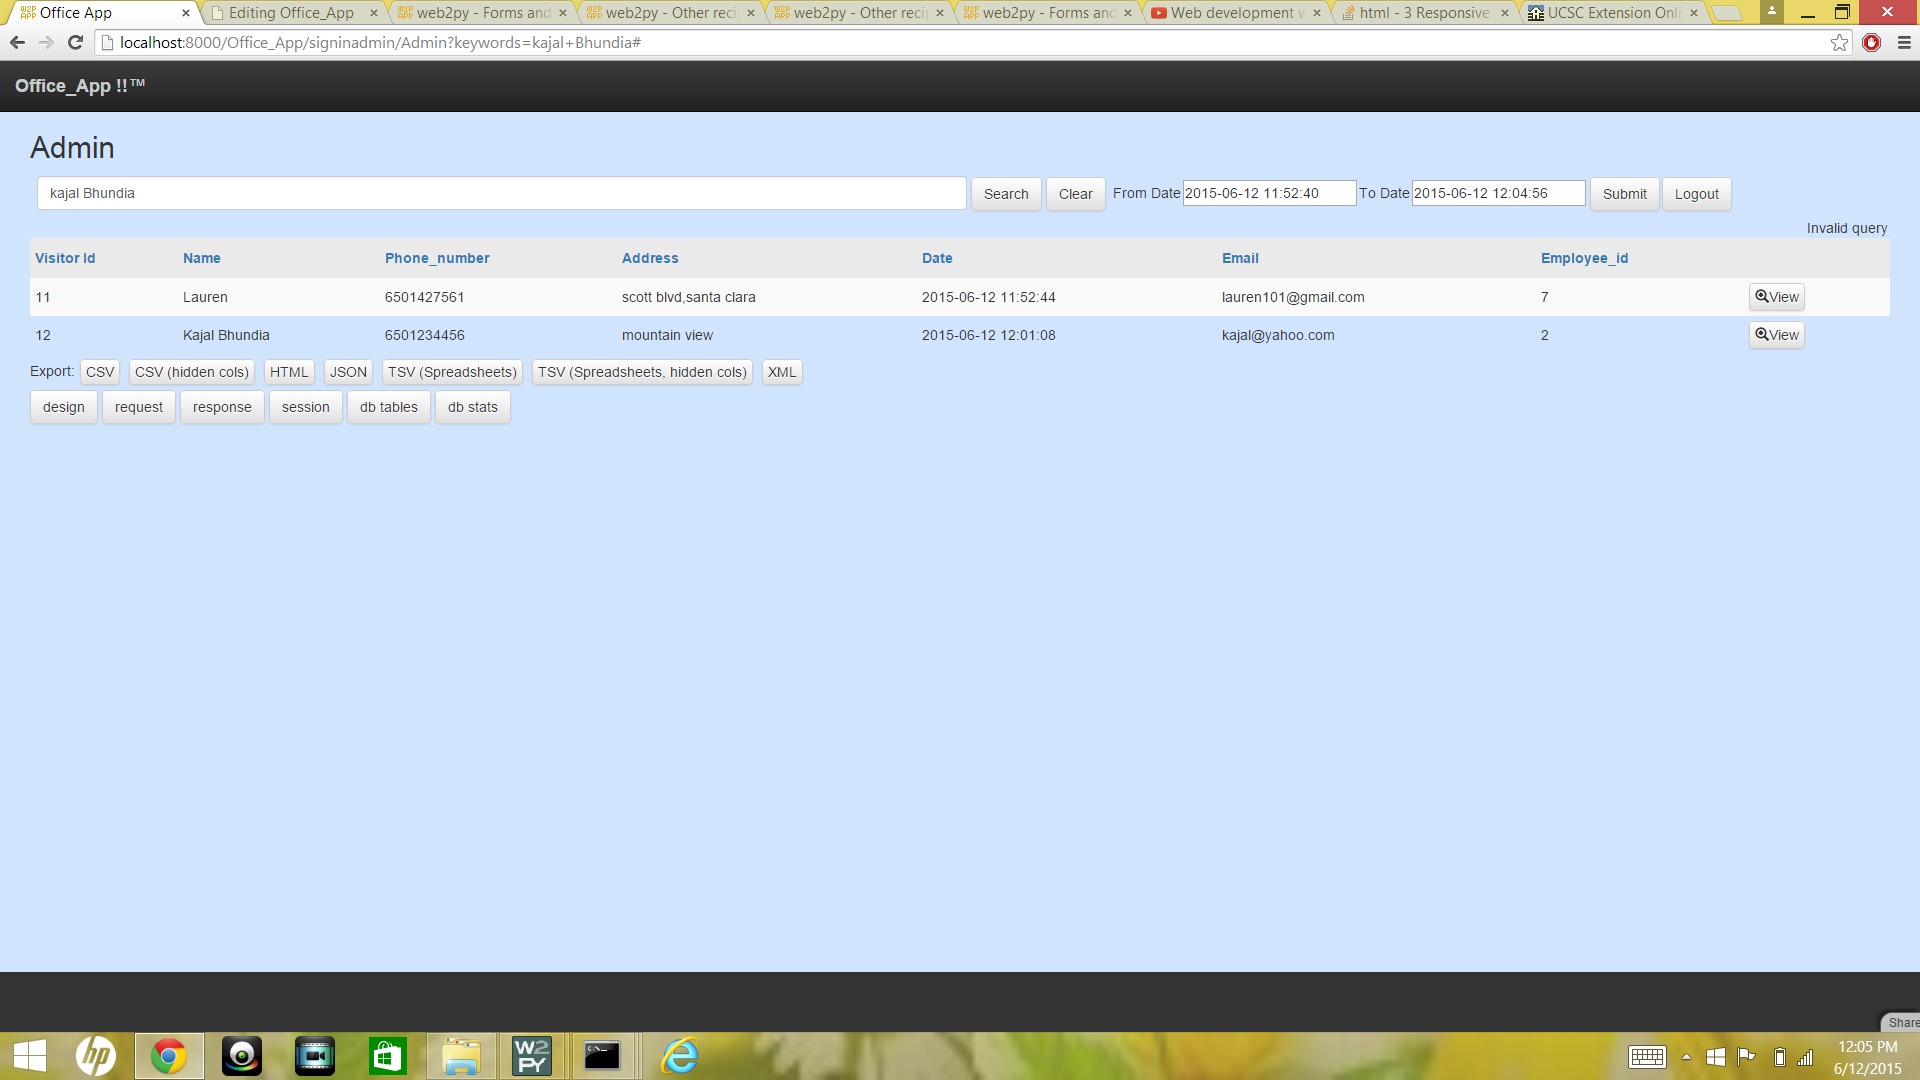 Office App
Editing Office_App
web2py - Forms and
web2py - Other reci
web2py - Other reci
web2py - Forms and
Web development w
html - 3 Responsive
UCSC Extension Onli
localhost:8000/Office_App/signinadmin/Admin?keywords=kajal+Bhundia#
Office_App !!™
Admin
kajal Bhundia Search Clear From Date 2015-06-12 11:52:40 To Date 2015-06-12 12:04:56 Submit Logout
Invalid query
Visitor Id Name Phone_number Address Date Email Employee_id
11 Lauren 6501427561 scott blvd,santa clara 2015-06-12 11:52:44 lauren101@gmail.com 7 View
12 Kajal Bhundia 6501234456 mountain view 2015-06-12 12:01:08 kajal@yahoo.com 2 View
Export: CSV CSV (hidden cols) HTML JSON TSV (Spreadsheets) TSV (Spreadsheets, hidden cols) XML
design request response session db tables db stats
Share
hp
W2
PY
12:05 PM
6/12/2015